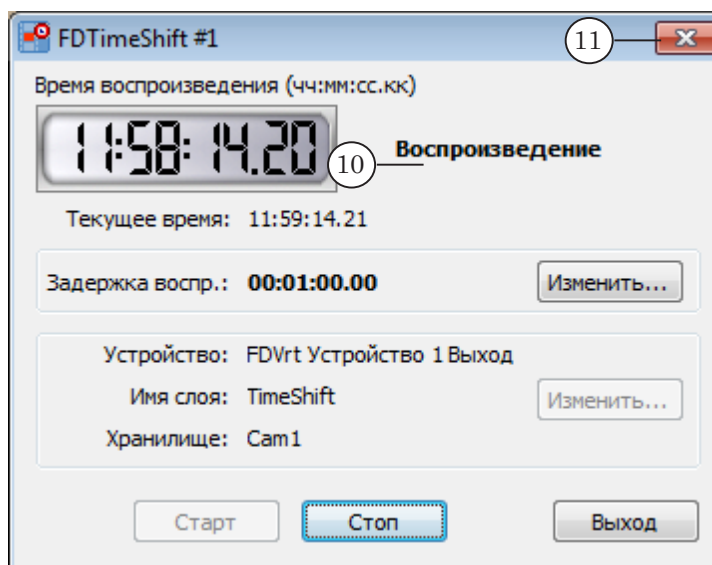 FDTimeShift #1
11
Время воспроизведения (чч:мм:сс.кк)
11:58:14.20
10
Воспроизведение
Текущее время: 11:59:14.21
Задержка воспр.: 00:01:00.00 Изменить...
Устройство: FDVrt Устройство 1 Выход
Имя слоя: TimeShift Изменить...
Хранилище: Cam1
Старт Стоп Выход